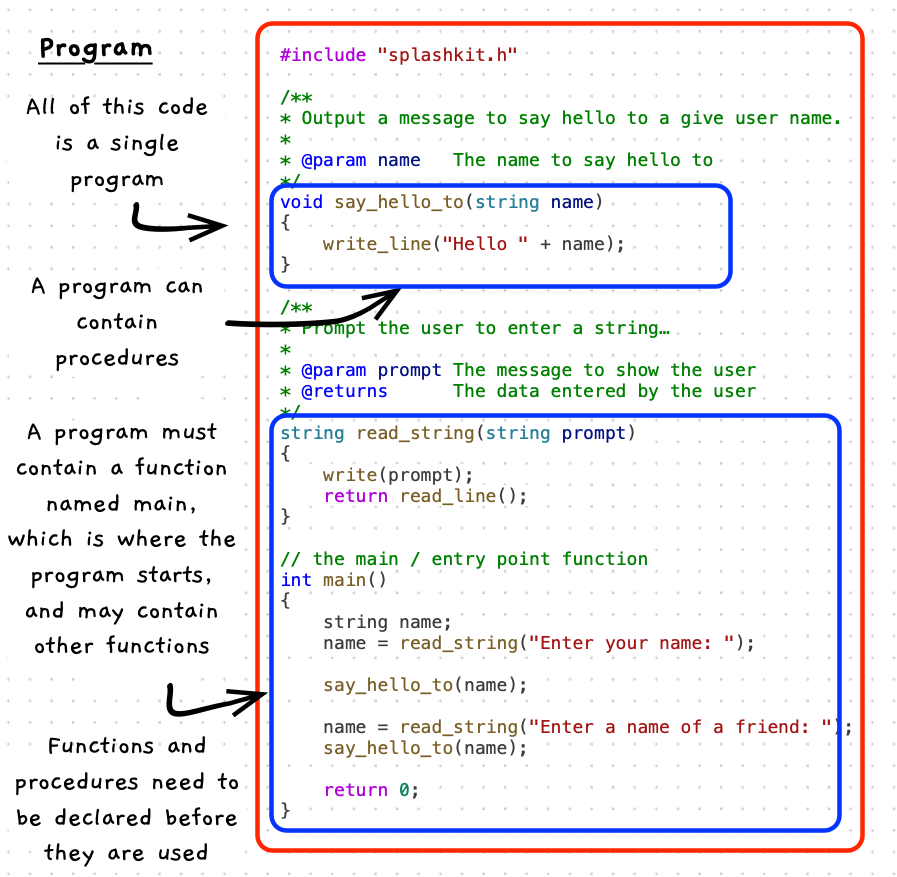 Program
All of this code
is a single
program
A program can
contain
procedures
A program must
contain a function
named main,
which is where the
program starts,
and may contain
other functions
Functions and
procedures need to
be declared before
they are used
#include "splashkit.h"
/**
* Output a message to say hello to a give user name.
*
* @param name   The name to say hello to
*/
void say_hello_to(string name)
{
    write_line("Hello " + name);
}
/**
* Prompt the user to enter a string…
*
* @param prompt The message to show the user
* @returns      The data entered by the user
*/
string read_string(string prompt)
{
    write(prompt);
    return read_line();
}
// the main / entry point function
int main()
{
    string name;
    name = read_string("Enter your name: ");
    say_hello_to(name);
    name = read_string("Enter a name of a friend: ");
    say_hello_to(name);
    return 0;
}